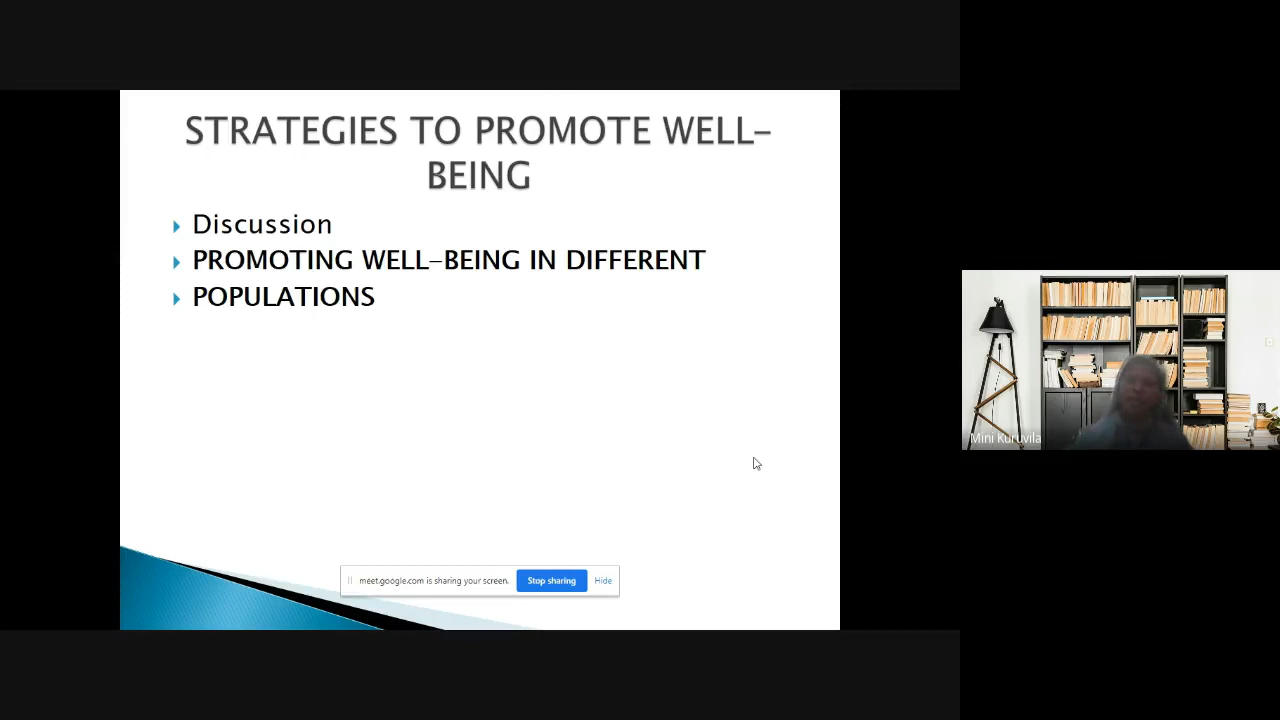 STRATEGIES TO PROMOTE WELL-
BEING
Discussion
PROMOTING WELL-BEING IN DIFFERENT
POPULATIONS
meet.google.com is sharing your screen.
Stop sharing
Hide
Mini Kuruvila